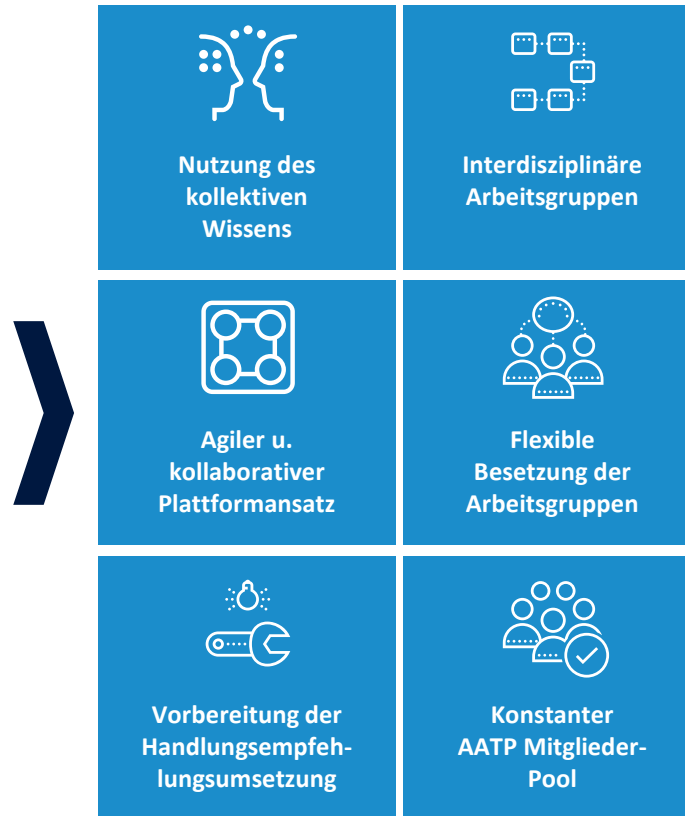 Nutzung des
kollektiven
Wissens
Interdisziplinäre
Arbeitsgruppen
Agiler u.
kollaborativer
Plattformansatz
Flexible
Besetzung der
Arbeitsgruppen
Vorbereitung der
Handlungsempfeh-
lungsumsetzung
Konstanter
AATP Mitglieder-
Pool